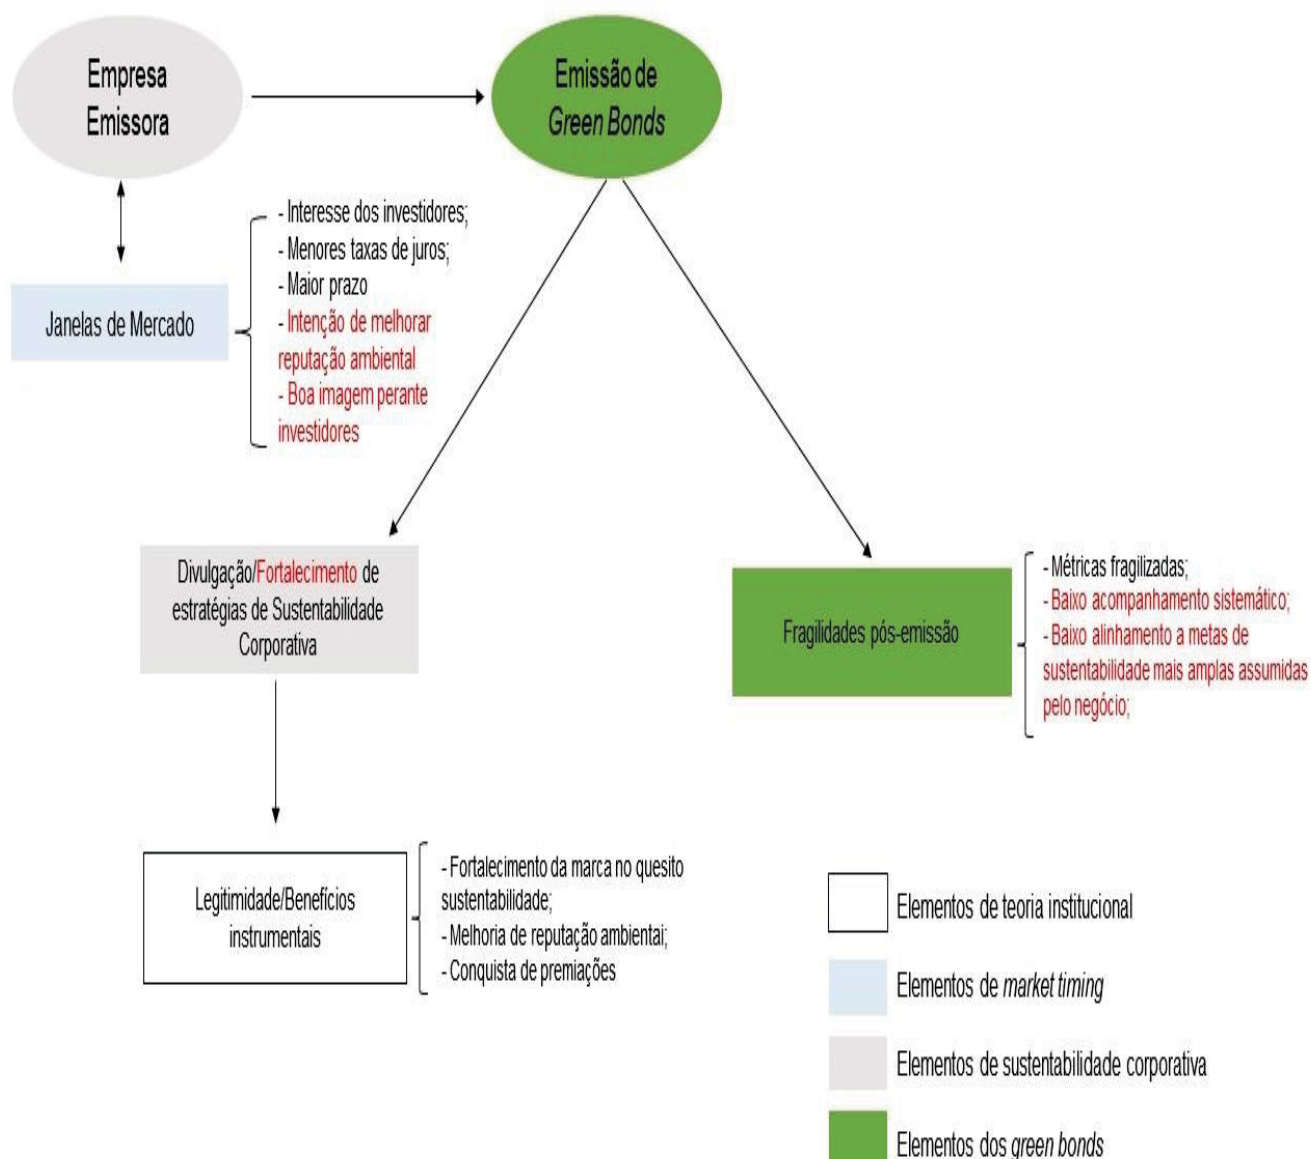 Empresa
Emissora
Emissão de
Green Bonds
- Interesse dos investidores;
- Menores taxas de juros;
- Maior prazo
- Intenção de melhorar
reputação ambiental
- Boa imagem perante
investidores
Janelas de Mercado
Divulgação/Fortalecimento de
estratégias de Sustentabilidade
Corporativa
Fragilidades pós-emissão
- Métricas fragilizadas;
- Baixo acompanhamento sistemático;
- Baixo alinhamento a metas de
sustentabilidade mais amplas assumidas
pelo negócio;
Legitimidade/Benefícios
instrumentais
- Fortalecimento da marca no quesito
sustentabilidade;
- Melhoria de reputação ambientai;
- Conquista de premiações
Elementos de teoria institucional
Elementos de market timing
Elementos de sustentabilidade corporativa
Elementos dos green bonds